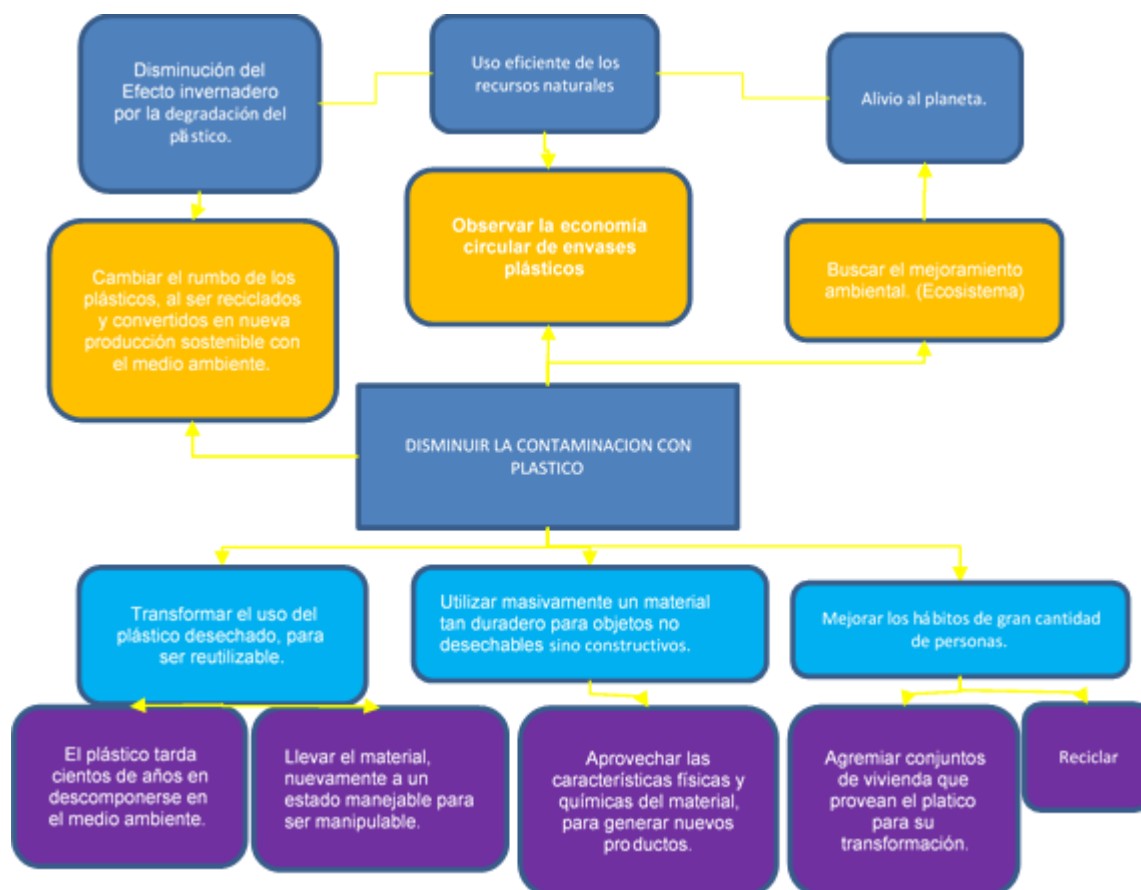 Disminución del
Efecto invernadero
por la degradación del
plástico.
Uso eficiente de los
recursos naturales
Alivio al planeta.
Cambiar el rumbo de los
plásticos, al ser reciclados
y convertidos en nueva
producción sostenible con
el medio ambiente.
Observar la economía
circular de envases
plásticos
Buscar el mejoramiento
ambiental. (Ecosistema)
DISMINUIR LA CONTAMINACION CON
PLASTICO
Transformar el uso del
plástico desechado, para
ser reutilizable.
Utilizar masivamente un material
tan duradero para objetos no
desechables sino constructivos.
Mejorar los hábitos de gran cantidad
de personas.
El plástico tarda
cientos de años en
descomponerse en
el medio ambiente.
Llevar el material,
nuevamente a un
estado manejable para
ser manipulable.
Aprovechar las
características físicas y
químicas del material,
para generar nuevos
productos.
Agremiar conjuntos
de vivienda que
provean el platico
para su
transformación.
Reciclar